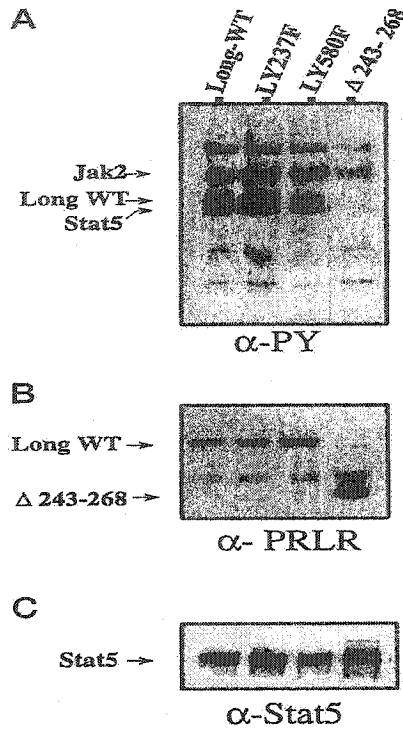 A
Long-WT
LY237F
LY580F
Δ 243-268
Jak2→
Long WT→
Stat5
α-PY
B
Long WT →
Δ 243-268 →
α- PRLR
C
Stat5 →
α-Stat5